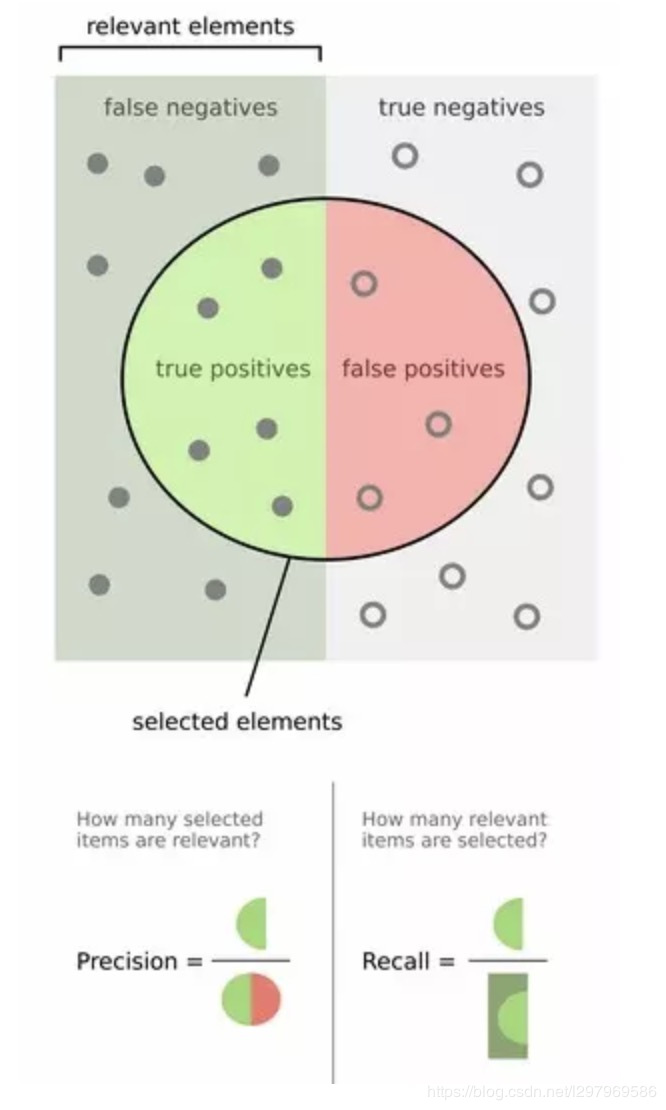 relevant elements
false negatives
true negatives
true positives
false positives
selected elements
How many selected
items are relevant?
How many relevant
items are selected?
Precision =
Recall =
https://blog.csdn.net/l297969586